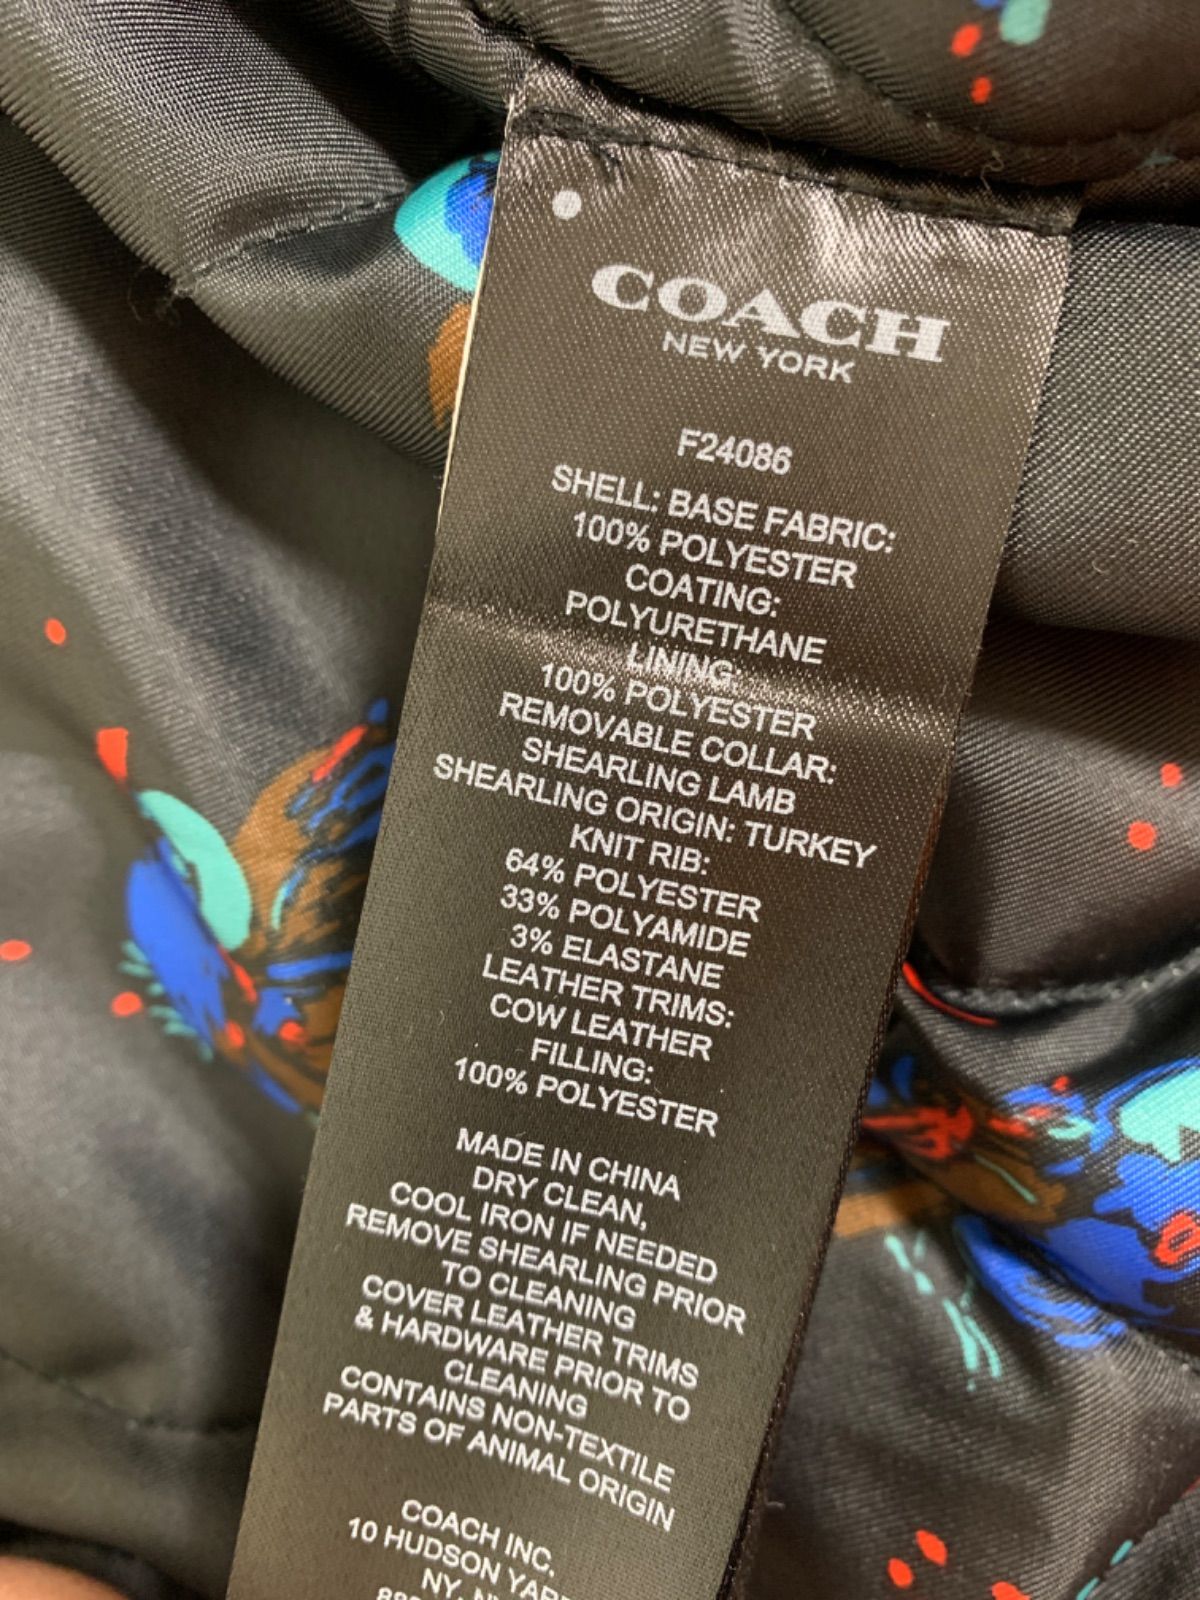 COACH
NEW YORK
F24086
SHELL: BASE FABRIC:
100% POLYESTER
COATING:
POLYURETHANE
LINING:
100% POLYESTER
REMOVABLE COLLAR:
SHEARLING LAMB
SHEARLING ORIGIN: TURKEY
KNIT RIB:
64% POLYESTER
33% POLYAMIDE
3% ELASTANE
LEATHER TRIMS:
COW LEATHER
FILLING:
100% POLYESTER
MADE IN CHINA
DRY CLEAN,
COOL IRON IF NEEDED
REMOVE SHEARLING PRIOR
TO CLEANING
COVER LEATHER TRIMS
& HARDWARE PRIOR TO
CLEANING
CONTAINS NON-TEXTILE
PARTS OF ANIMAL ORIGIN
COACH INC.
10 HUDSON
NY,